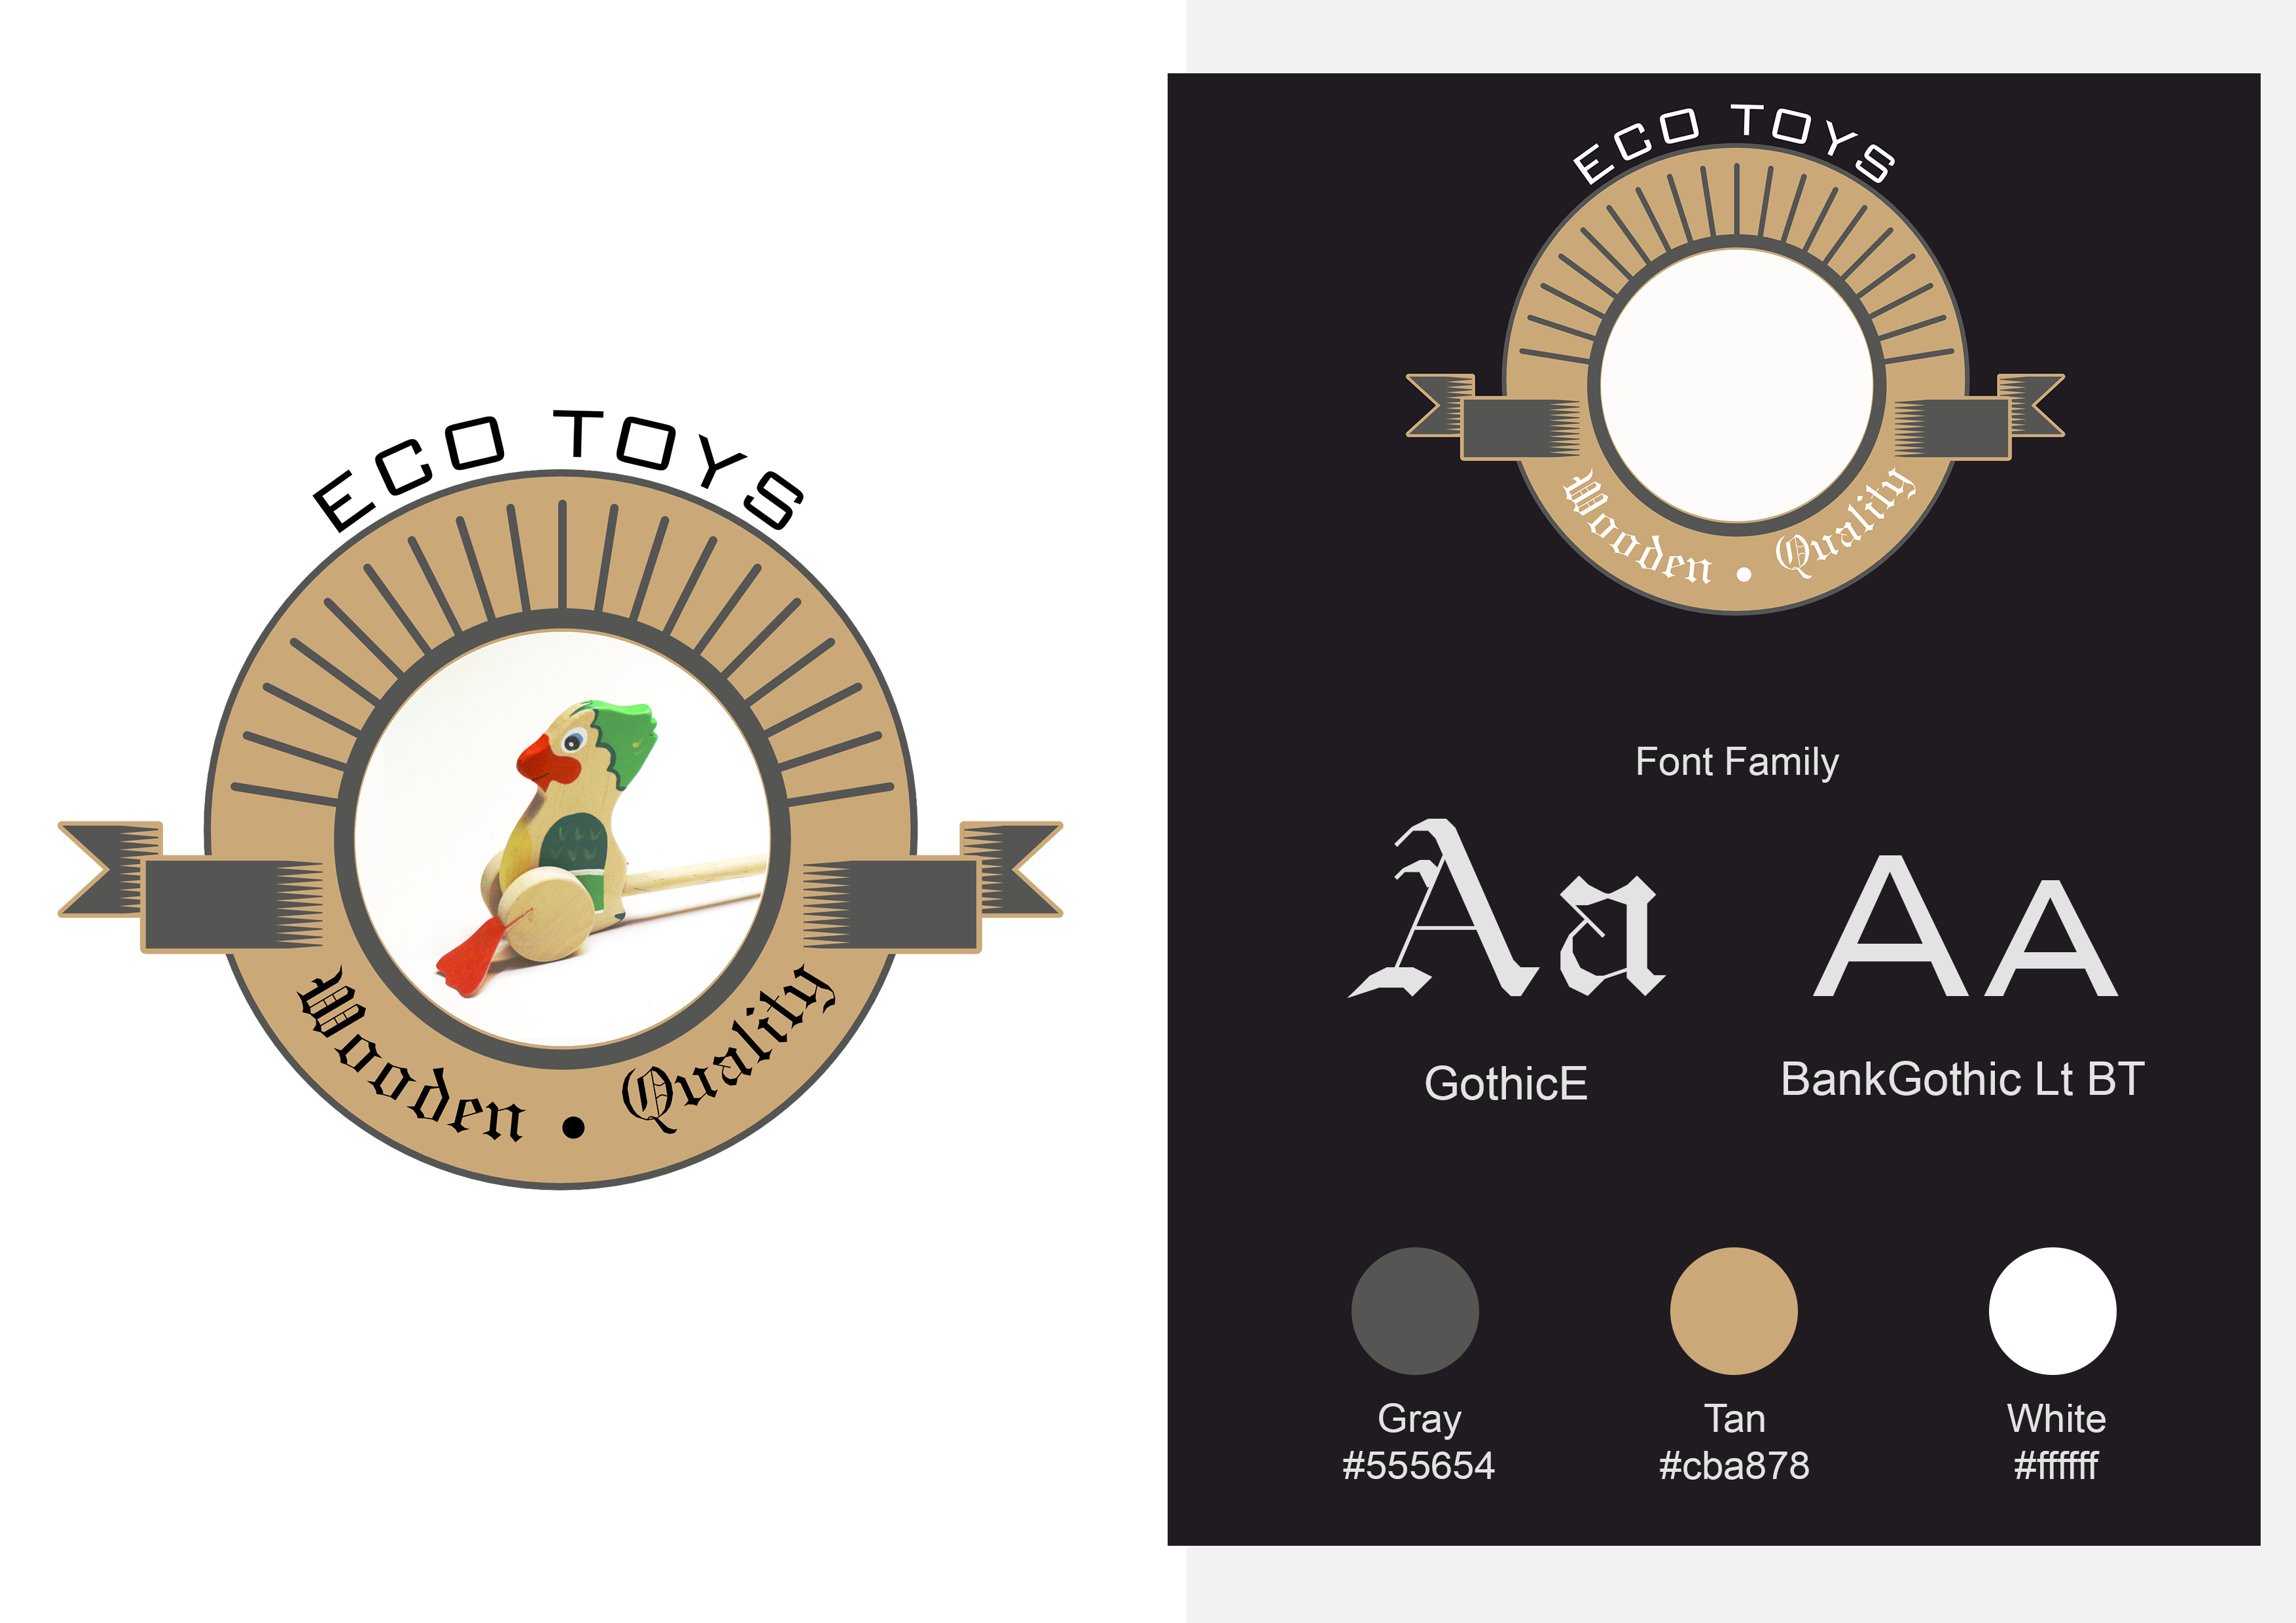 ECO TOYS
Wooden • Quality
ECO TOYS
Wooden • Quality
Font Family
Aa
AA
GothicE
BankGothic Lt BT
Gray
#555654
Tan
#cba878
White
#ffffff